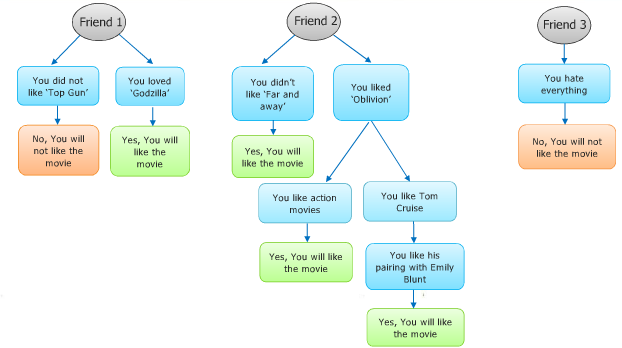 Friend 1
You did not
like ‘Top Gun’
No, You will
not like the
movie
You loved
‘Godzilla’
Yes, You will
like the
movie
Friend 2
You didn’t
like ‘Far and
away’
Yes, You will
like the movie
You liked
‘Oblivion’
You like action
movies
Yes, You will like
the movie
You like Tom
Cruise
You like his
pairing with Emily
Blunt
Yes, You will like
the movie
Friend 3
You hate
everything
No, You will not
like the movie